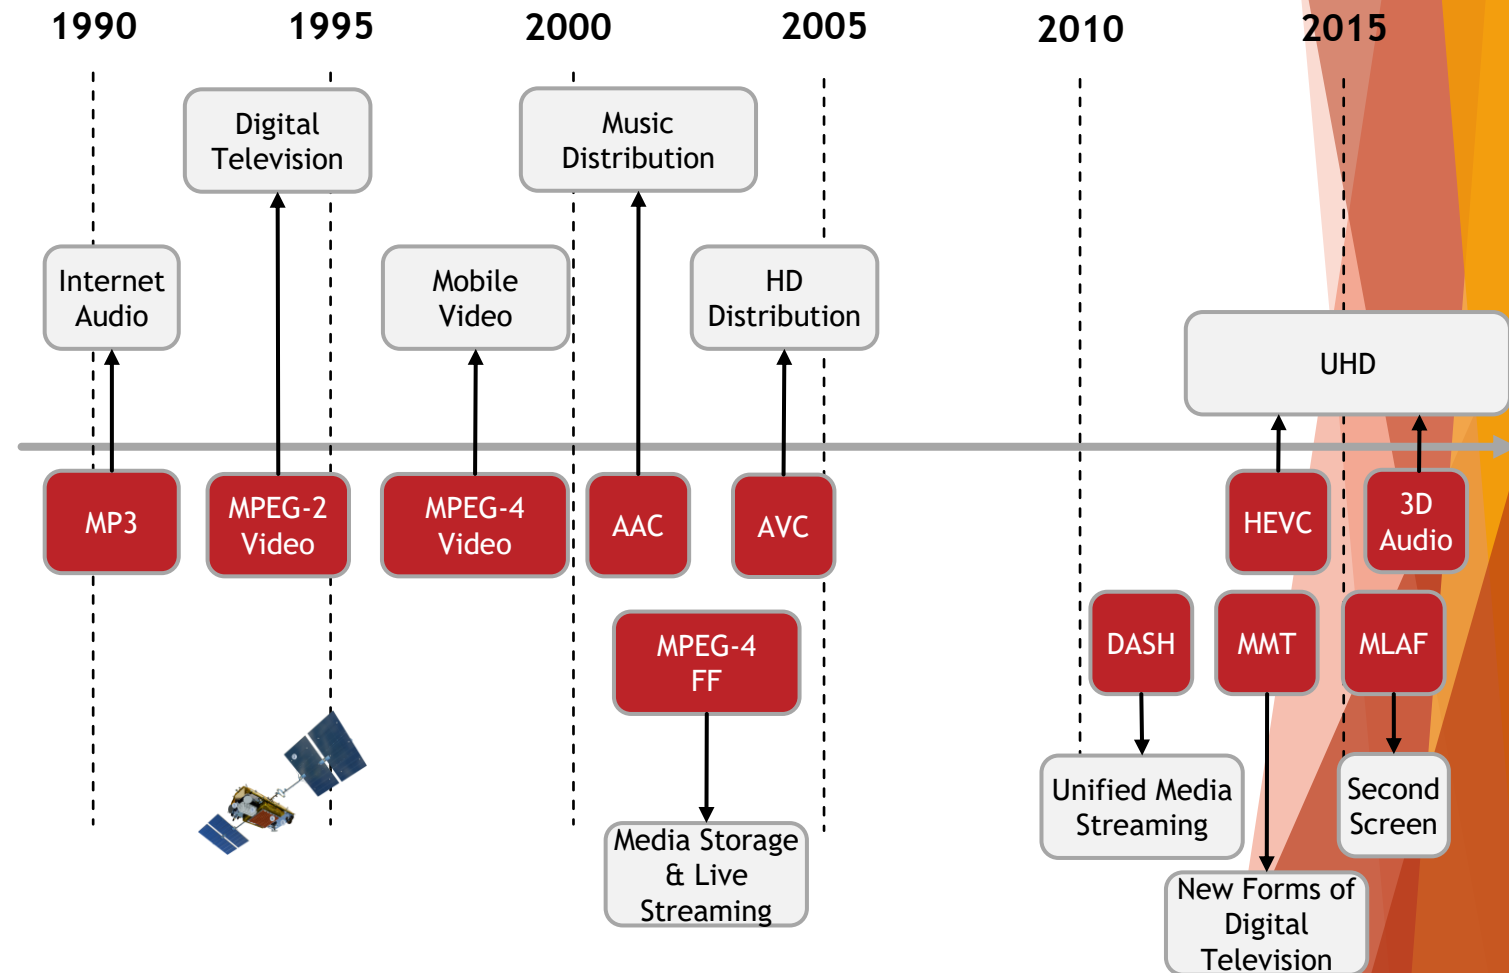 1990
1995
2000
2005
2010
2015
Digital
Television
Music
Distribution
Internet
Audio
Mobile
Video
HD
Distribution
UHD
MP3
MPEG-2
Video
MPEG-4
Video
AAC
AVC
HEVC
3D
Audio
MPEG-4
FF
DASH
MMT
MLAF
Unified Media
Streaming
Second
Screen
Media Storage
& Live
Streaming
New Forms of
Digital
Television